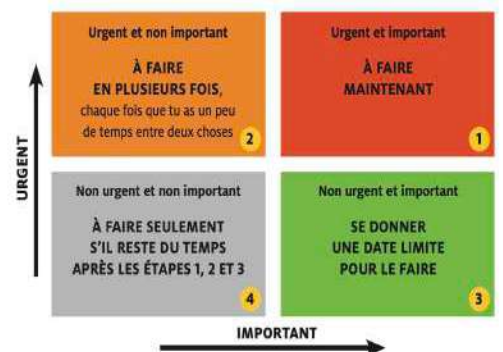 Urgent et non important
À FAIRE
EN PLUSIEURS FOIS,
chaque fois que tu as un peu
de temps entre deux choses
2
Urgent et important
À FAIRE
MAINTENANT
1
URGENT
Non urgent et non important
À FAIRE SEULEMENT
S'IL RESTE DU TEMPS
APRÈS LES ÉTAPES 1, 2 ET 3
4
Non urgent et important
SE DONNER
UNE DATE LIMITE
POUR LE FAIRE
3
IMPORTANT